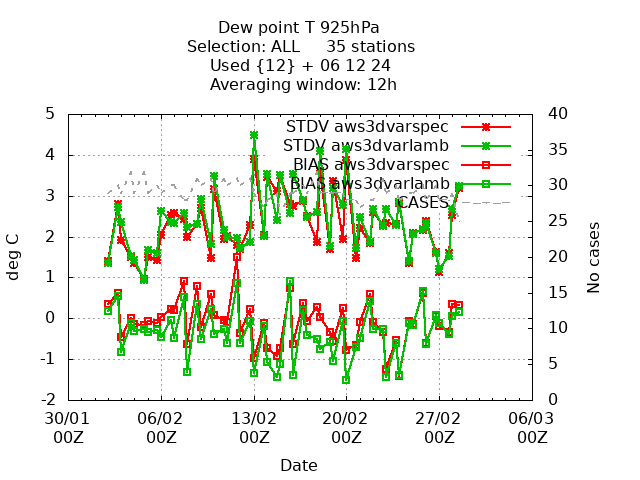 Dew point T 925hPa
Selection: ALL     35 stations
Used {12} + 06 12 24
Averaging window: 12h
5
4
3
2
1
0
-1
-2
deg C
40
35
30
25
20
15
10
5
0
No cases
STDV aws3dvarspec
STDV aws3dvarlamb
BIAS aws3dvarspec
BIAS aws3dvarlamb
CASES
30/01 06/02 13/02 20/02 27/02 06/03
00Z 00Z 00Z 00Z 00Z 00Z
Date